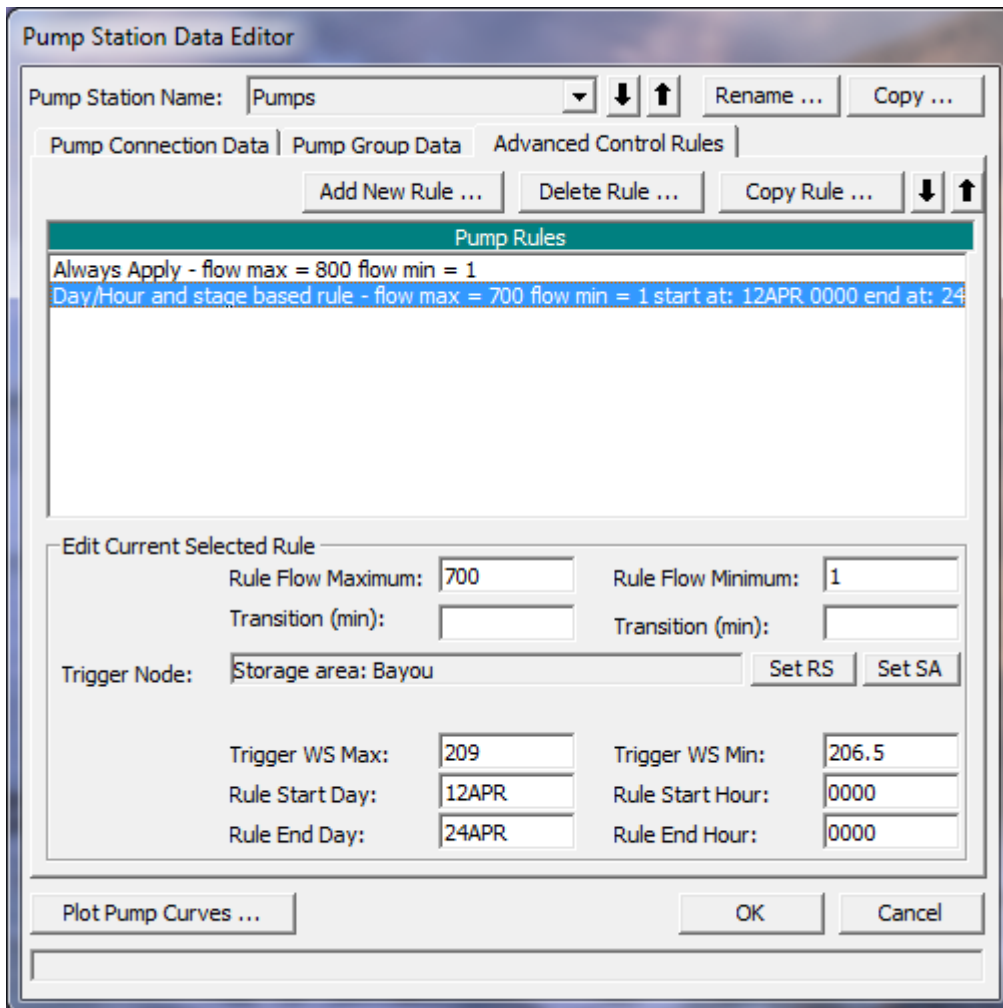 Pump Station Data Editor
Pump Station Name: Pumps Rename ... Copy ...
Pump Connection Data Pump Group Data Advanced Control Rules
Add New Rule ... Delete Rule ... Copy Rule ...
Pump Rules
Always Apply - flow max = 800 flow min = 1
Day/Hour and stage based rule - flow max = 700 flow min = 1 start at: 12APR 0000 end at: 24
Edit Current Selected Rule
Rule Flow Maximum: 700 Rule Flow Minimum: 1
Transition (min): Transition (min):
Trigger Node: Storage area: Bayou Set RS Set SA
Trigger WS Max: 209 Trigger WS Min: 206.5
Rule Start Day: 12APR Rule Start Hour: 0000
Rule End Day: 24APR Rule End Hour: 0000
Plot Pump Curves ... OK Cancel